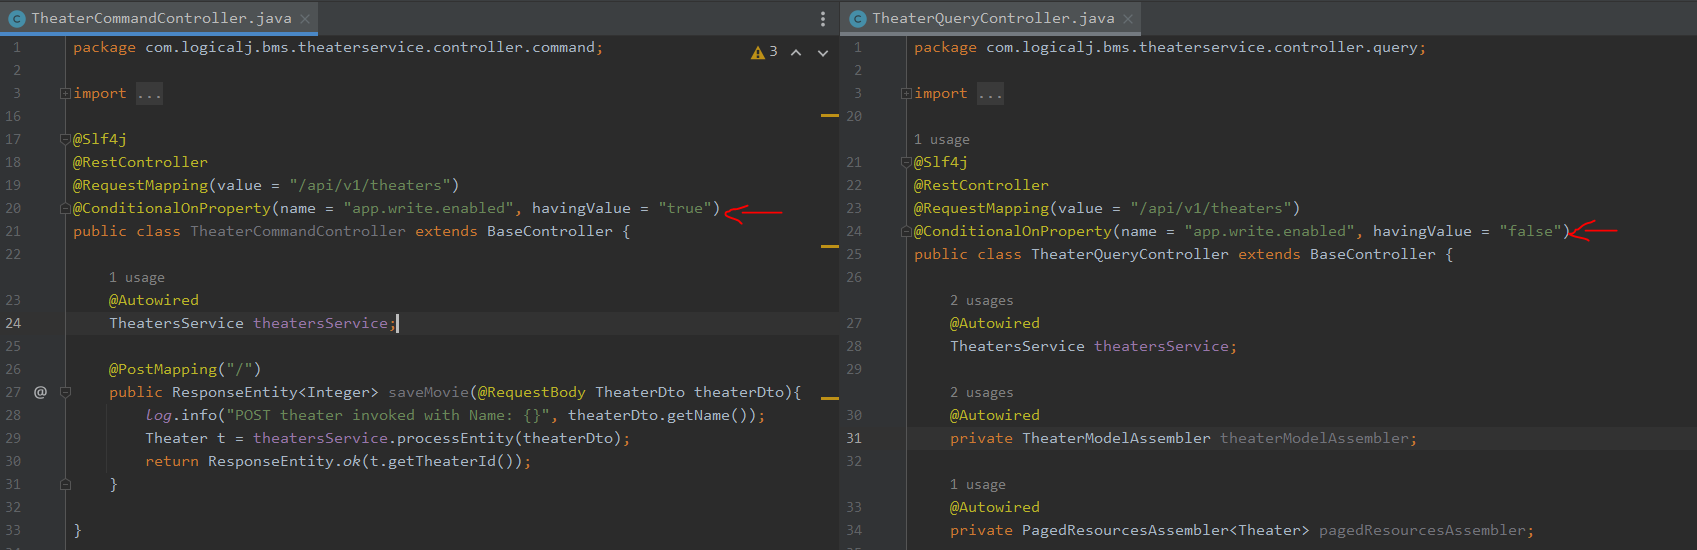 TheaterCommandController.java
1 package com.logicalj.bms.theaterservice.controller.command;
3
2
3 import ...
16
17 @Slf4j
18 @RestController
19 @RequestMapping(value = "/api/v1/theaters")
20 @ConditionalOnProperty(name = "app.write.enabled", havingValue = "true")
21 public class TheaterCommandController extends BaseController {
22
1 usage
23 @Autowired
24 TheatersService theatersService;
25
26 @PostMapping("/")
27 @ public ResponseEntity<Integer> saveMovie(@RequestBody TheaterDto theaterDto){
28 log.info("POST theater invoked with Name: {}", theaterDto.getName());
29 Theater t = theatersService.processEntity(theaterDto);
30 return ResponseEntity.ok(t.getTheaterId());
31 }
32
33 }
TheaterQueryController.java
1 package com.logicalj.bms.theaterservice.controller.query;
2
3 import ...
20
1 usage
21 @Slf4j
22 @RestController
23 @RequestMapping(value = "/api/v1/theaters")
24 @ConditionalOnProperty(name = "app.write.enabled", havingValue = "false")
25 public class TheaterQueryController extends BaseController {
26
2 usages
27 @Autowired
28 TheatersService theatersService;
29
2 usages
30 @Autowired
31 private TheaterModelAssembler theaterModelAssembler;
32
1 usage
33 @Autowired
34 private PagedResourcesAssembler<Theater> pagedResourcesAssembler;